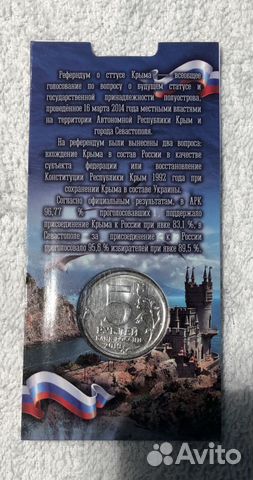 Референдум о сттусе Крыма – всеобщее
голосование по вопросу о будущем статусе и
государственной принадлежности полуострова,
проведённое 16 марта 2014 года местными властями
на территории Автономной Республики Крым и
города Севастополя.
На референдум были вынесены два вопроса:
вхождение Крыма в состав России в качестве
субъекта федерации или восстановление
Конституции Республики Крым 1992 года при
сохранении Крыма в составе Украины.
Согласно официальным результатам, в АРК
96,77 % проголосовавших поддержало
присоединение Крыма к России при явке 83,1 %, в
Севастополе за присоединение к России
проголосовало 95,6 % избирателей при явке 89,5 %.
5
РУБЛЕЙ
БАНК РОССИИ
Avito